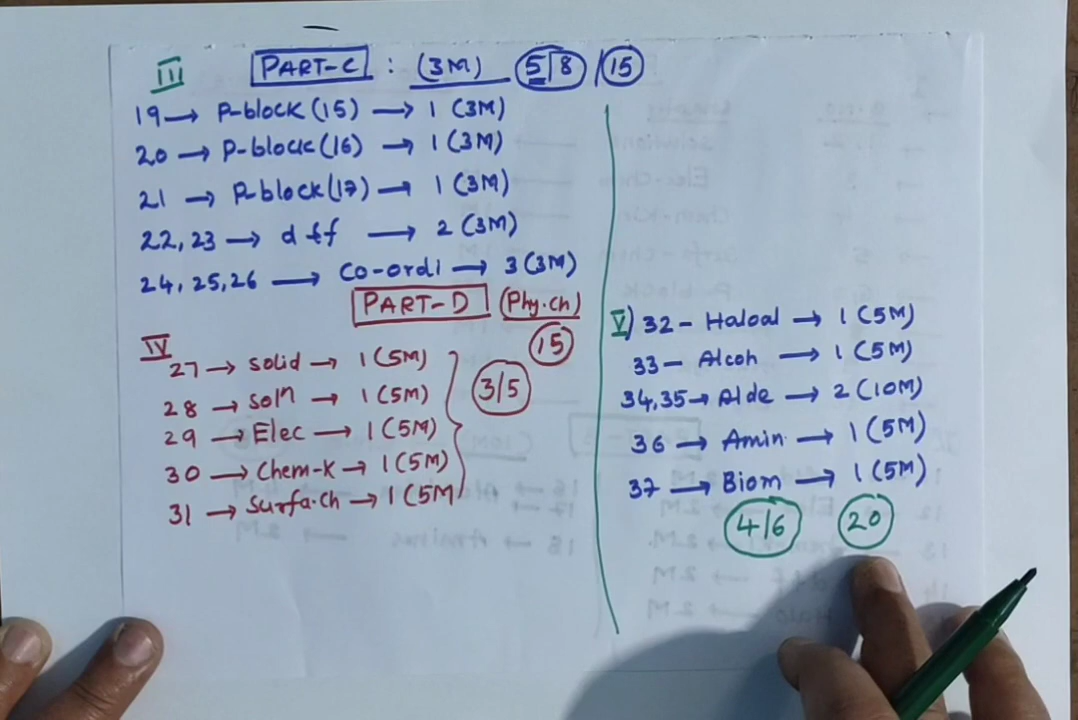 III PART-C : (3M) 5/8 /15
19 → P-block (15) → 1 (3M)
20 → P-block (16) → 1 (3M)
21 → P-block (17) → 1 (3M)
22, 23 → d ff → 2 (3M)
24, 25, 26 → Co-ordi → 3 (3M)
PART-D (Phy.ch)
15
IV
27 → Solid → 1 (5M)
28 → Soln → 1 (5M)
29 → Elec → 1 (5M)
30 → Chem-K → 1 (5M)
31 → Surfa.ch → 1 (5M
3/5
V) 32 - Haloal → 1 (5M)
33 - Alcoh → 1 (5M)
34, 35 → Alde → 2 (10M)
36 → Amin → 1 (5M)
37 → Biom → 1 (5M)
4/6 20